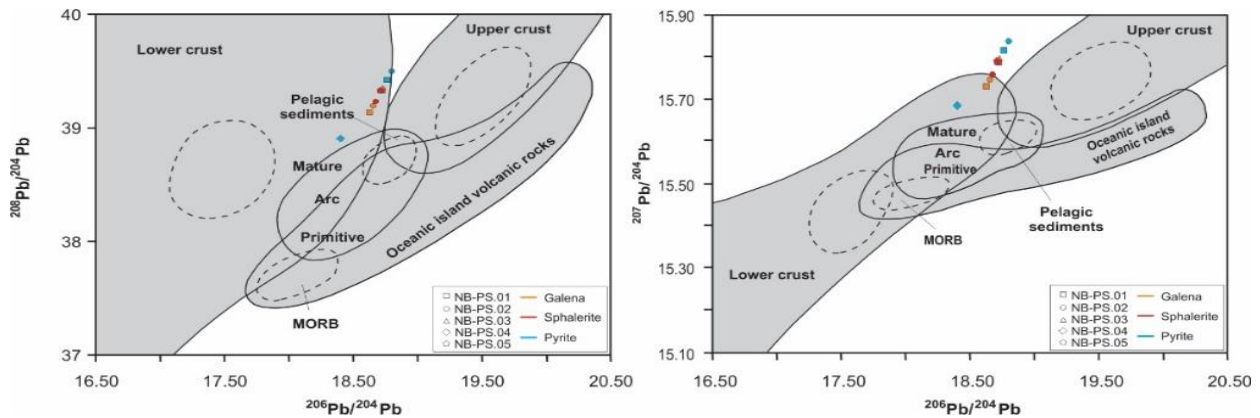 40
39
38
37
16.50
17.50
18.50
19.50
20.50
²⁰⁸Pb/²⁰⁴Pb
²⁰⁶Pb/²⁰⁴Pb
Lower crust
Upper crust
Pelagic
sediments
Mature
Arc
Primitive
Oceanic island volcanic rocks
MORB
NB-PS.01
NB-PS.02
NB-PS.03
NB-PS.04
NB-PS.05
Galena
Sphalerite
Pyrite
15.90
15.70
15.50
15.30
15.10
16.50
17.50
18.50
19.50
20.50
²⁰⁷Pb/²⁰⁴Pb
²⁰⁶Pb/²⁰⁴Pb
Upper crust
Mature
Arc
Primitive
Oceanic island
volcanic rocks
Pelagic
sediments
MORB
Lower crust
NB-PS.01
NB-PS.02
NB-PS.03
NB-PS.04
NB-PS.05
Galena
Sphalerite
Pyrite